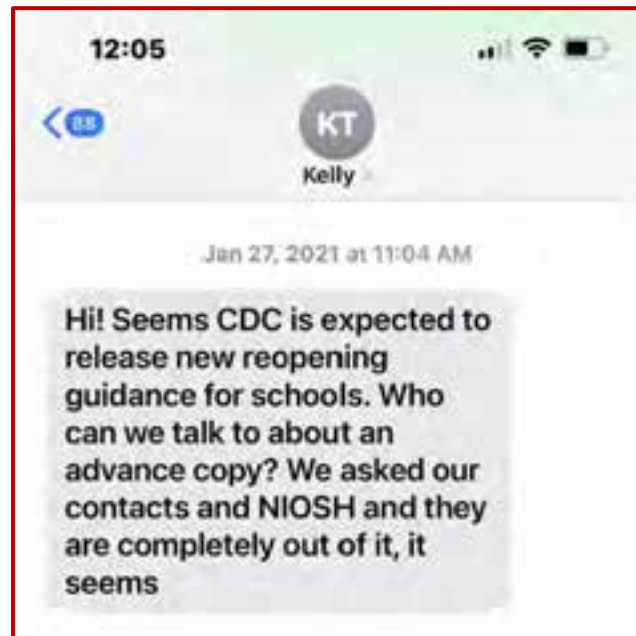 12:05
88
KT
Kelly
Jan 27, 2021 at 11:04 AM
Hi! Seems CDC is expected to
release new reopening
guidance for schools. Who
can we talk to about an
advance copy? We asked our
contacts and NIOSH and they
are completely out of it, it
seems